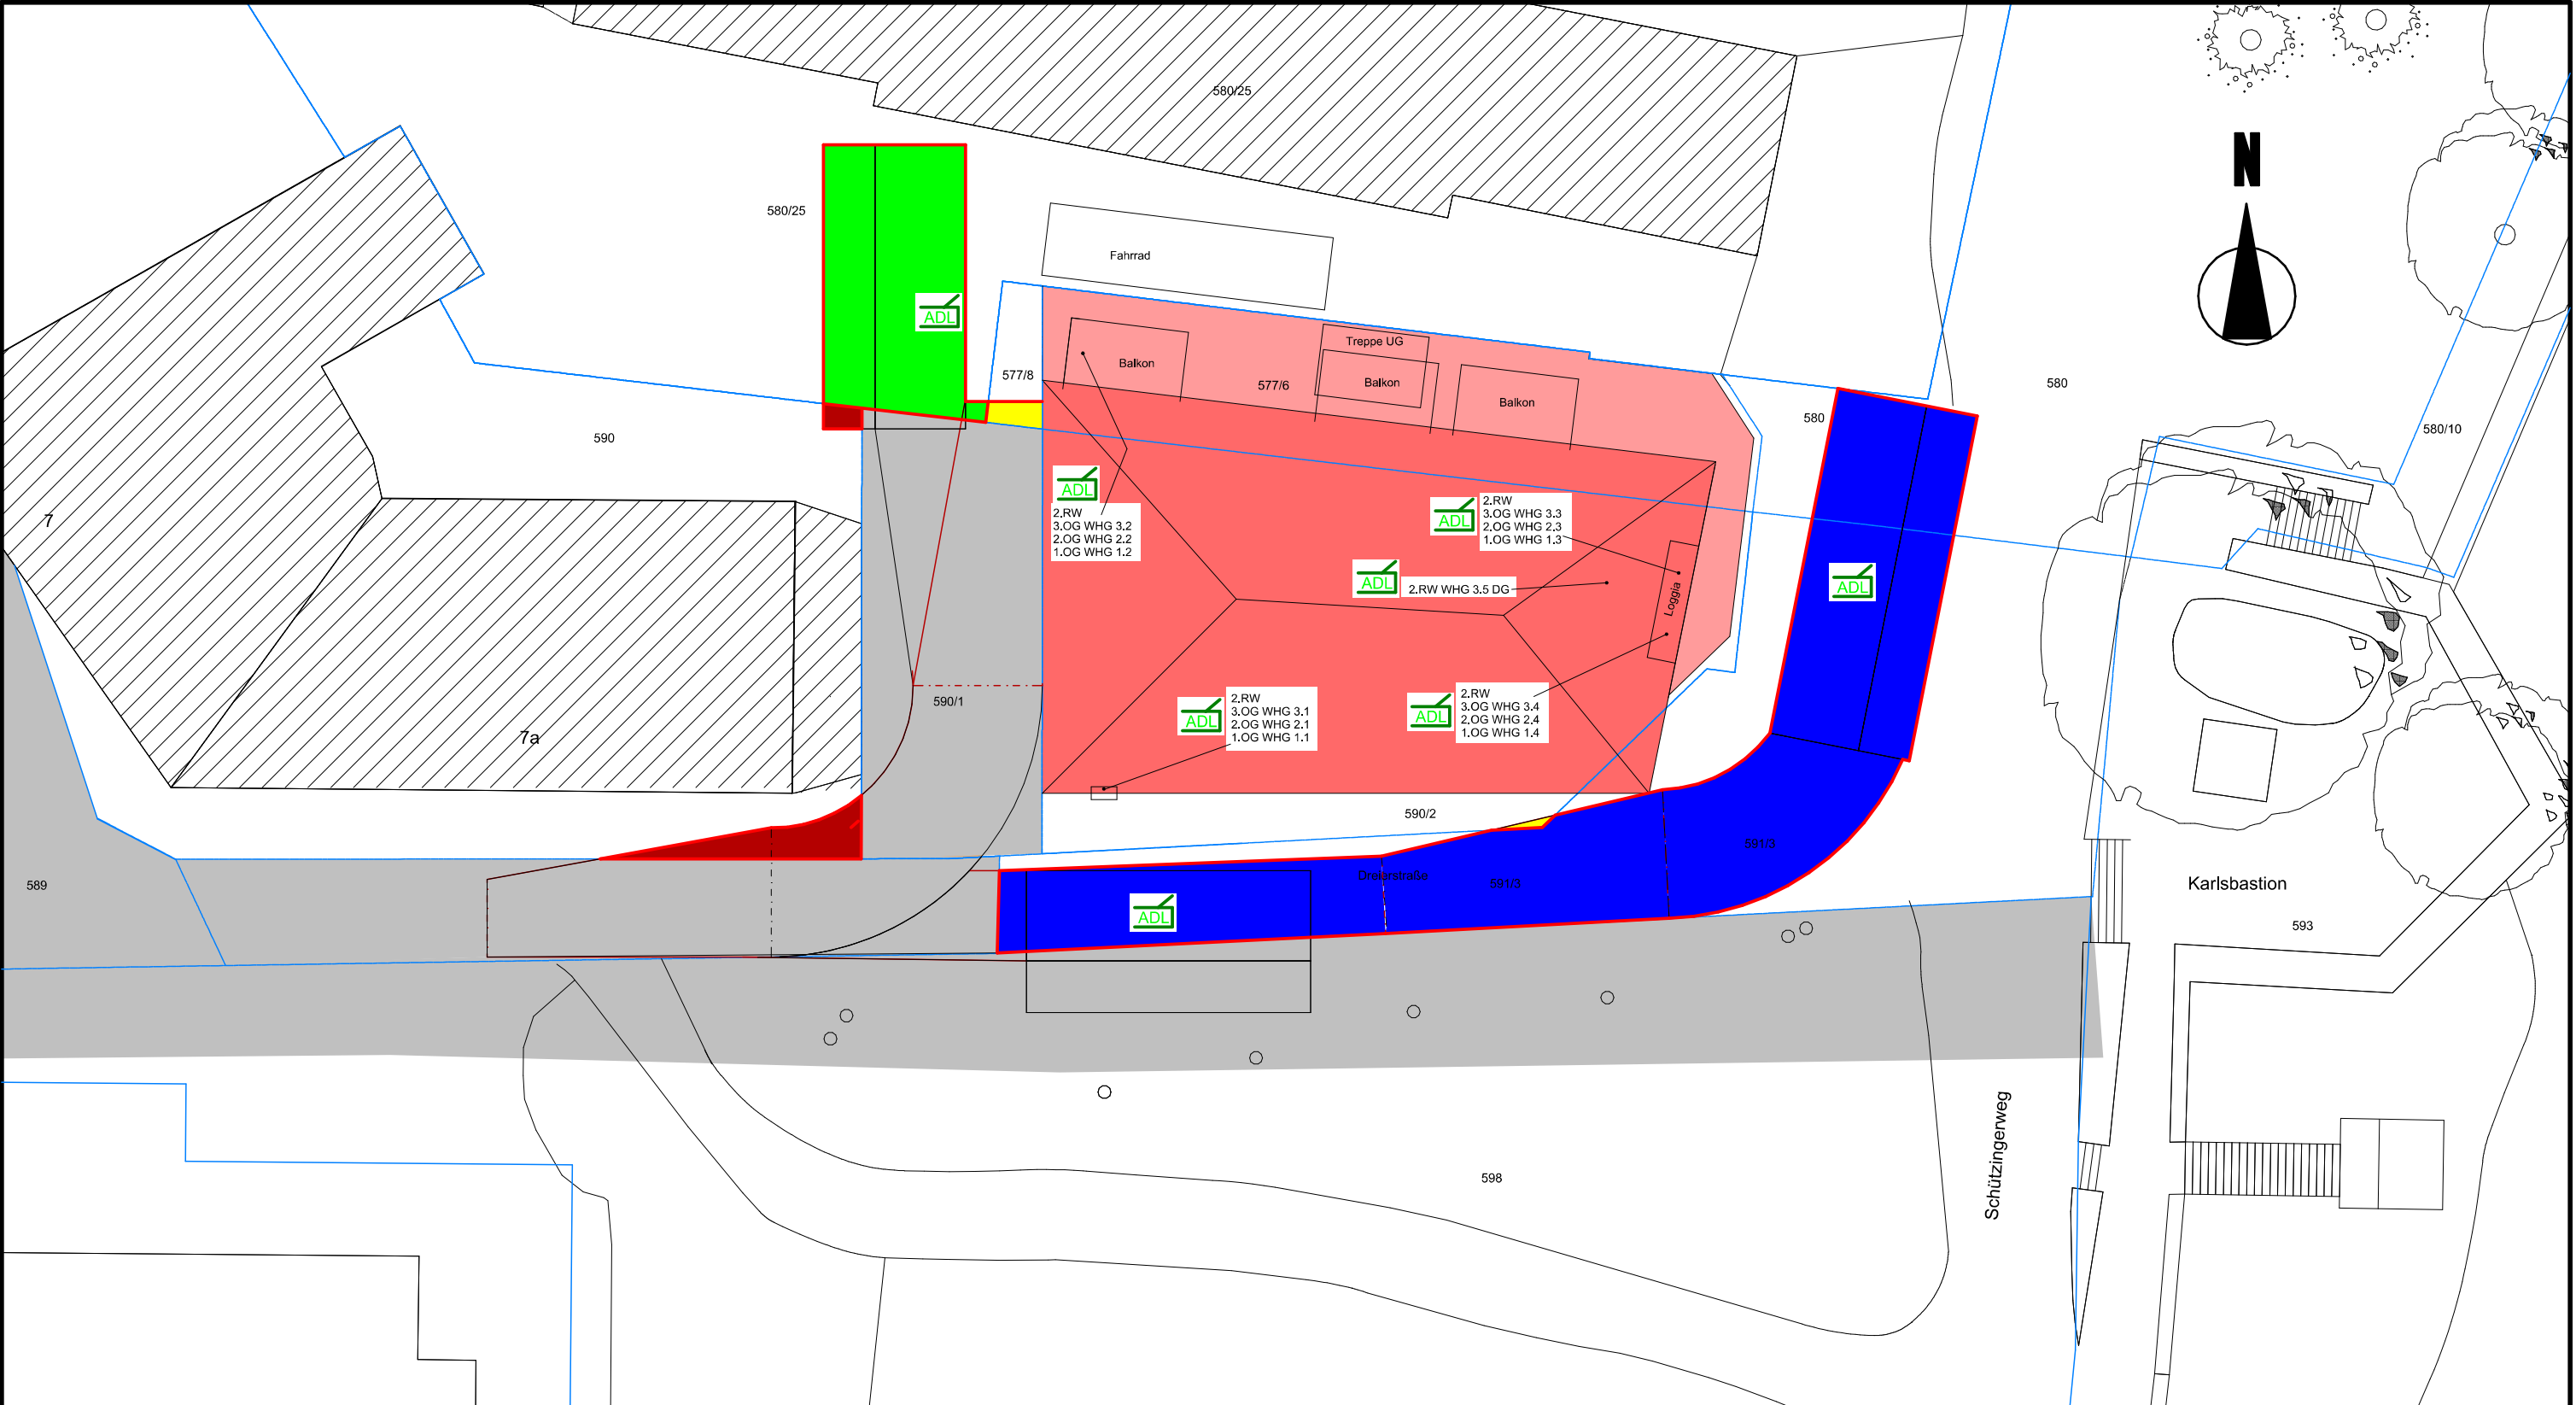 580/25
N
580/25
Fahrrad
ADL
Treppe UG
Balkon
577/8
577/6
Balkon
Balkon
580
580
590
580/10
ADL
2.RW
3.OG WHG 3.2
2.OG WHG 2.2
1.OG WHG 1.2
ADL
2.RW
3.OG WHG 3.3
2.OG WHG 2.3
1.OG WHG 1.3
7
ADL
2.RW WHG 3.5 DG
Loggia
ADL
590/1
ADL
2.RW
3.OG WHG 3.1
2.OG WHG 2.1
1.OG WHG 1.1
ADL
2.RW
3.OG WHG 3.4
2.OG WHG 2.4
1.OG WHG 1.4
7a
590/2
591/3
Dreierstraße
591/3
589
ADL
Karlsbastion
593
598
Schützingerweg